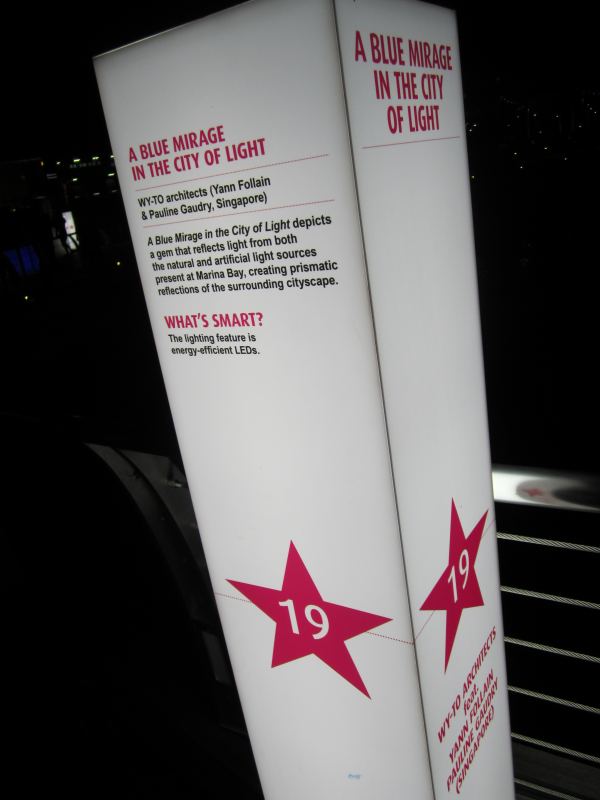 A BLUE MIRAGE
IN THE CITY OF LIGHT
WY-TO architects (Yann Follain
& Pauline Gaudry, Singapore)
A Blue Mirage in the City of Light depicts
a gem that reflects light from both
the natural and artificial light sources
present at Marina Bay, creating prismatic
reflections of the surrounding cityscape.
WHAT'S SMART?
The lighting feature is
energy-efficient LEDs.
19
A BLUE MIRAGE
IN THE CITY
OF LIGHT
19
WY-TO ARCHITECTS
feat.
YANN FOLLAIN
PAULINE GAUDRY
(SINGAPORE)